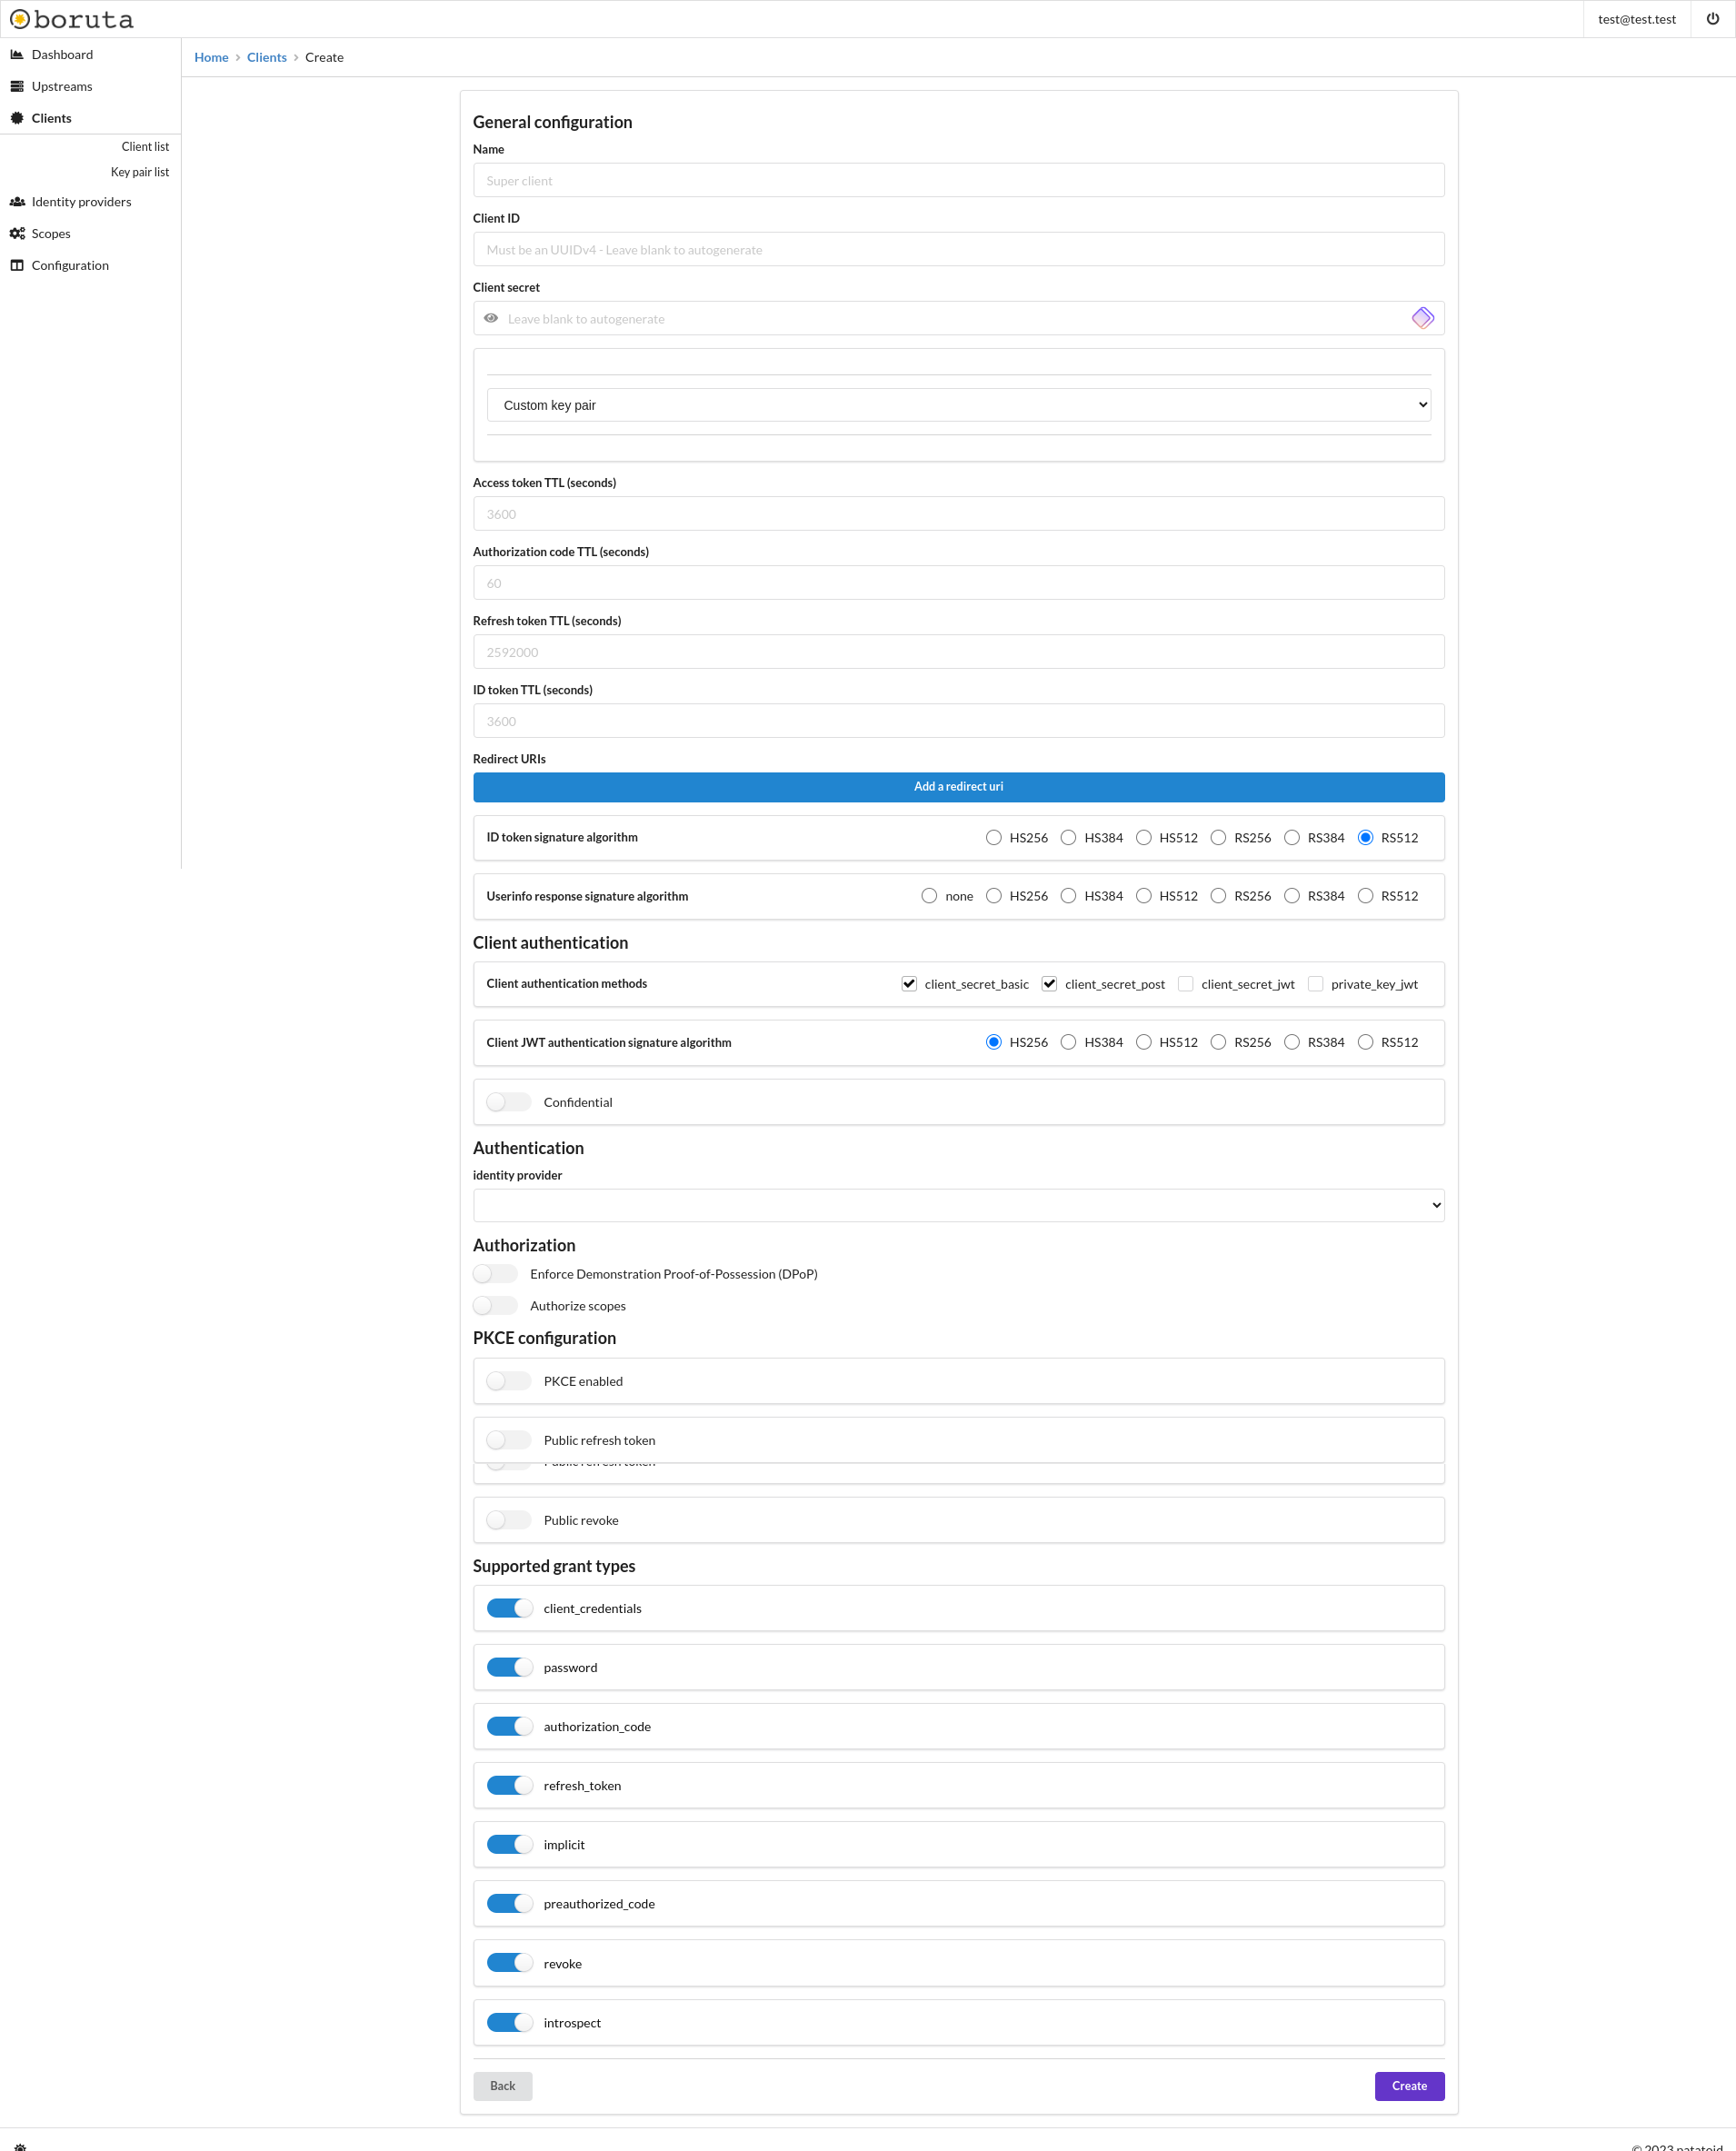 boruta
test@test.test
Dashboard
Upstreams
Clients
Client list
Key pair list
Identity providers
Scopes
Configuration
Home > Clients > Create
General configuration
Name
Super client
Client ID
Must be an UUIDv4 - Leave blank to autogenerate
Client secret
Leave blank to autogenerate
Custom key pair
Access token TTL (seconds)
3600
Authorization code TTL (seconds)
60
Refresh token TTL (seconds)
2592000
ID token TTL (seconds)
3600
Redirect URIs
Add a redirect uri
ID token signature algorithm HS256 HS384 HS512 RS256 RS384 RS512
Userinfo response signature algorithm none HS256 HS384 HS512 RS256 RS384 RS512
Client authentication
Client authentication methods client_secret_basic client_secret_post client_secret_jwt private_key_jwt
Client JWT authentication signature algorithm HS256 HS384 HS512 RS256 RS384 RS512
Confidential
Authentication
identity provider
Authorization
Enforce Demonstration Proof-of-Possession (DPoP)
Authorize scopes
PKCE configuration
PKCE enabled
Public refresh token
Public refresh token
Public revoke
Supported grant types
client_credentials
password
authorization_code
refresh_token
implicit
preauthorized_code
revoke
introspect
Back
Create
© 2023 patatoid